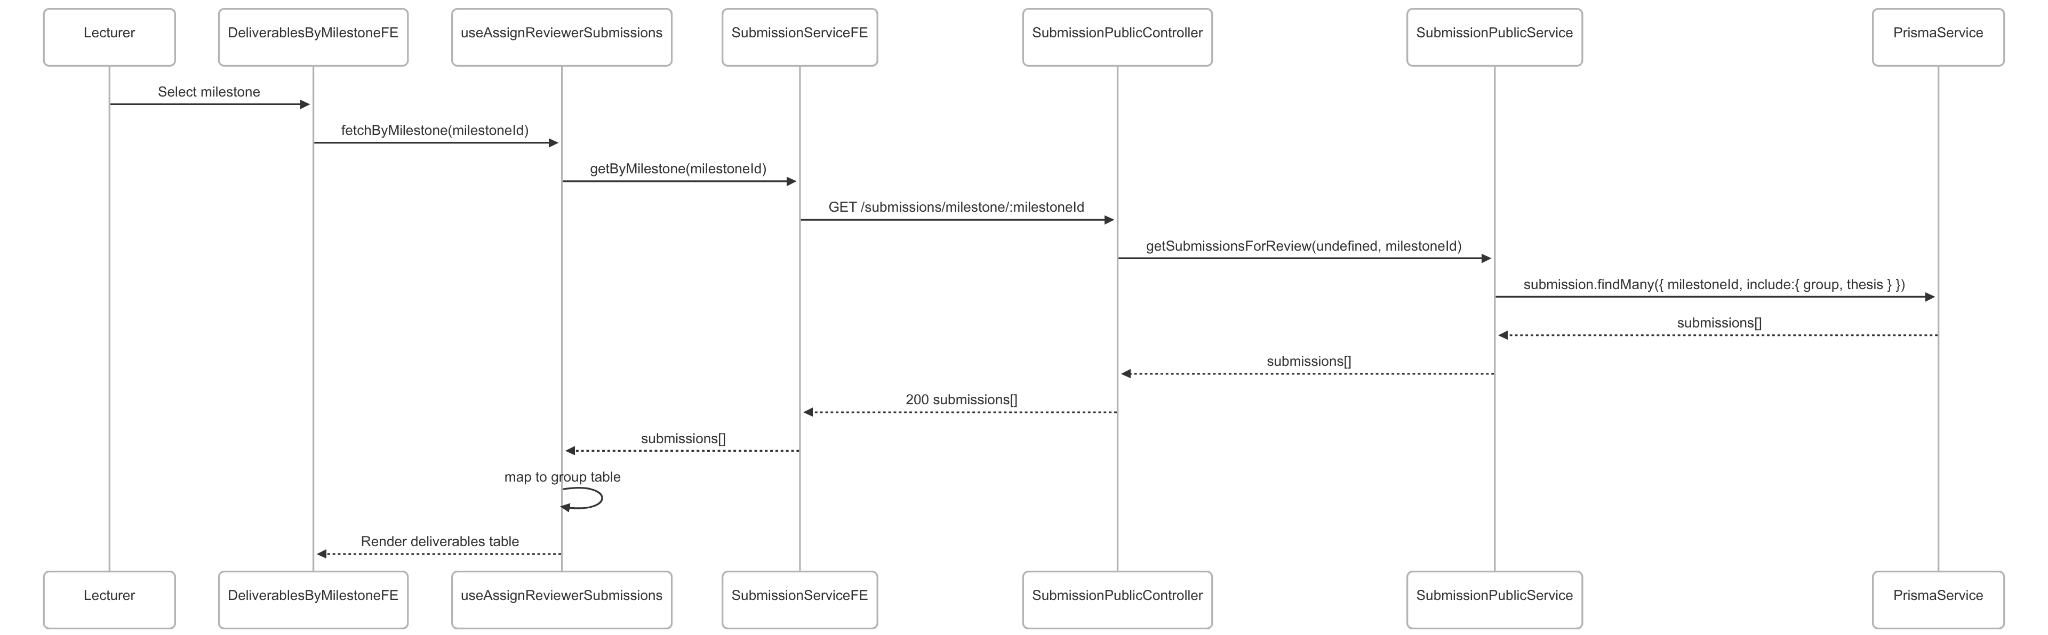 Lecturer
DeliverablesByMilestoneFE
useAssignReviewerSubmissions
SubmissionServiceFE
SubmissionPublicController
SubmissionPublicService
PrismaService
Select milestone
fetchByMilestone(milestoneId)
getByMilestone(milestoneId)
GET /submissions/milestone/:milestoneId
getSubmissionsForReview(undefined, milestoneId)
submission.findMany({ milestoneId, include:{ group, thesis } })
submissions[]
submissions[]
200 submissions[]
submissions[]
map to group table
Render deliverables table
Lecturer
DeliverablesByMilestoneFE
useAssignReviewerSubmissions
SubmissionServiceFE
SubmissionPublicController
SubmissionPublicService
PrismaService